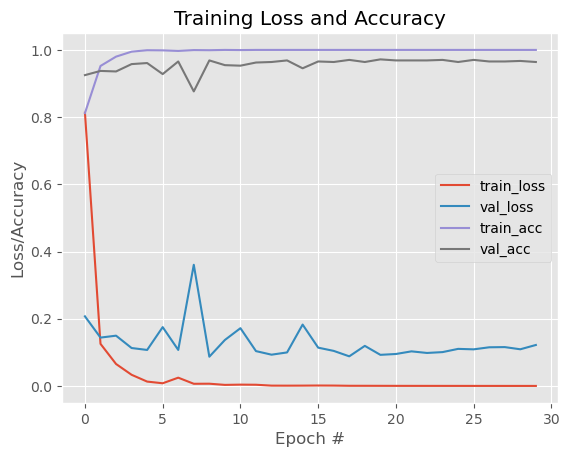 Training Loss and Accuracy
Loss/Accuracy
1.0
0.8
0.6
0.4
0.2
0.0
train_loss
val_loss
train_acc
val_acc
0 5 10 15 20 25 30
Epoch #